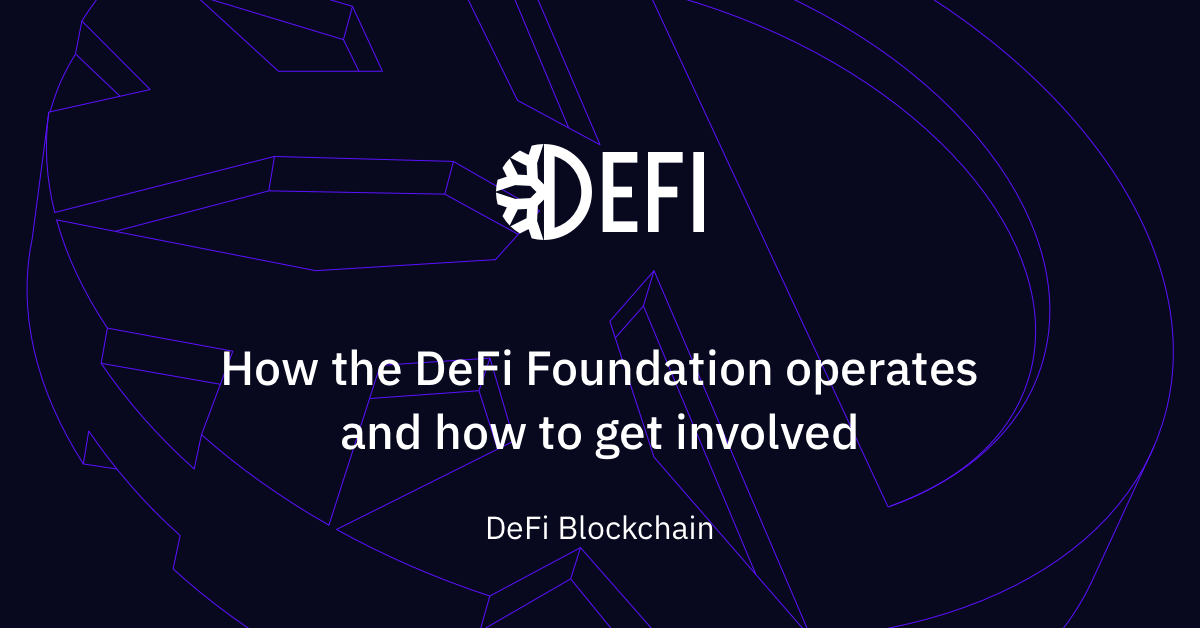 DEFI
How the DeFi Foundation operates
and how to get involved
DeFi Blockchain